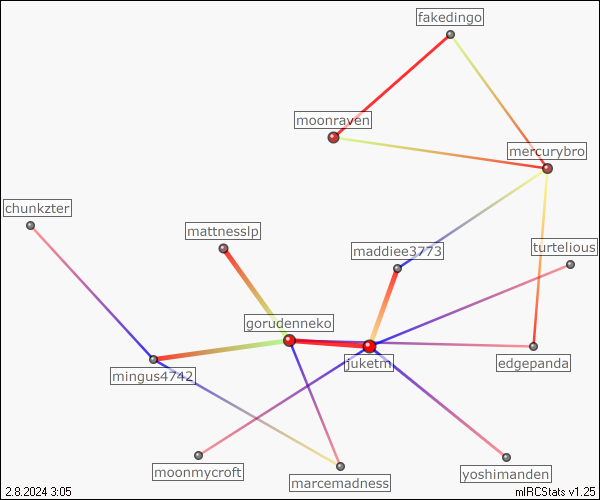 fakedingo
moonraven
mercurybro
chunkzter
mattnesslp
maddiee3773
turtelious
gorudenneko
juketm
edgepanda
mingus4742
moonmycroft
marcemadness
yoshimanden
2.8.2024 3:05
mIRCStats v1.25